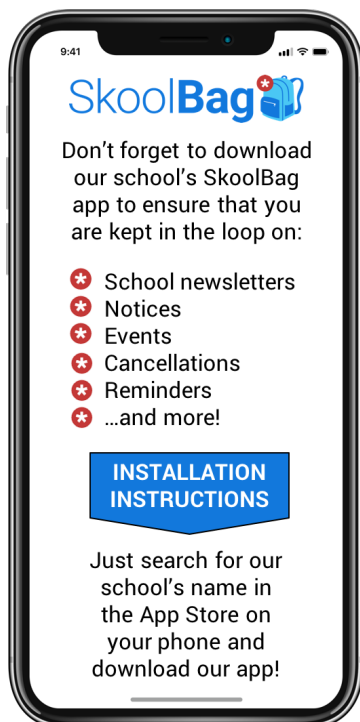 9:41
SkoolBag
Don’t forget to download
our school’s SkoolBag
app to ensure that you
are kept in the loop on:
School newsletters
Notices
Events
Cancellations
Reminders
...and more!
INSTALLATION
INSTRUCTIONS
Just search for our
school’s name in
the App Store on
your phone and
download our app!